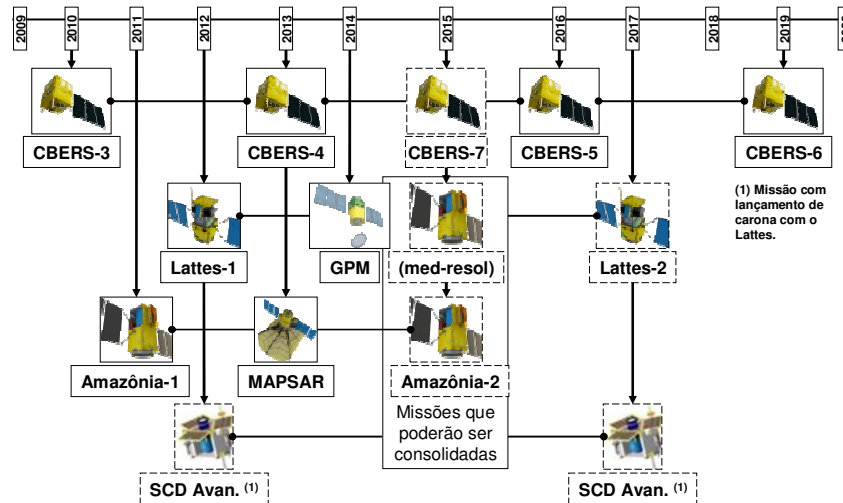 2009
2010
2011
2012
2013
2014
2015
2016
2017
2018
2019
CBERS-3
CBERS-4
CBERS-7
CBERS-5
CBERS-6
(1) Missão com
lançamento de
carona com o
Lattes.
Lattes-1
GPM
(med-resol)
Lattes-2
Amazônia-1
MAPSAR
Amazônia-2
Missões que
poderão ser
consolidadas
SCD Avan. (1)
SCD Avan. (1)